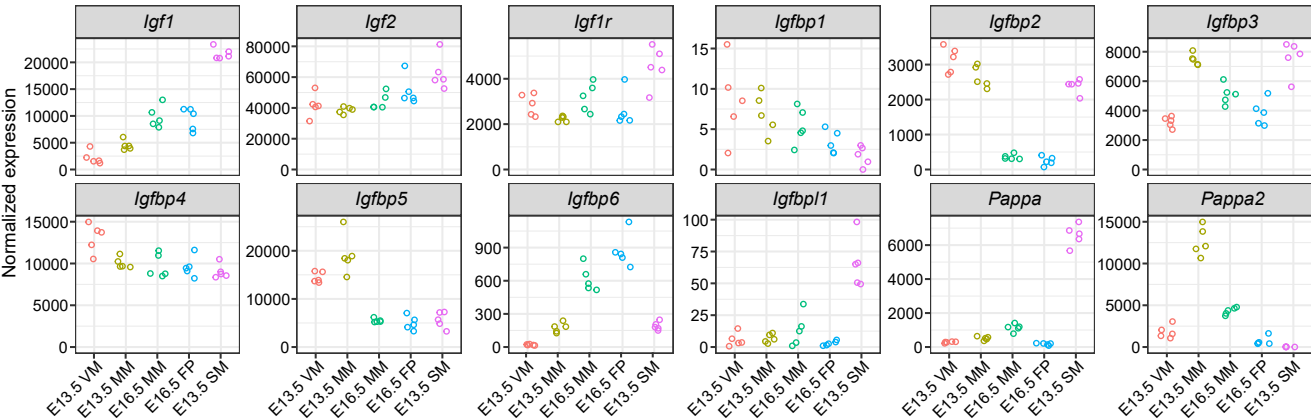 Normalized expression
Igf1 Igf2 Igf1r Igfbp1 Igfbp2 Igfbp3
20000 80000 4000 15 3000 8000
15000 60000 2000 10 2000 6000
10000 40000 0 5 1000 4000
5000 20000 0 0 2000
0 0 0
Igfbp4 Igfbp5 Igfbp6 Igfbpl1 Pappa Pappa2
15000 20000 900 100 6000 15000
10000 10000 600 75 4000 10000
5000 0 300 50 2000 5000
0 0 25 0 0
0
E13.5 VM E13.5 MM E16.5 MM E16.5 FP E13.5 SM
E13.5 VM E13.5 MM E16.5 MM E16.5 FP E13.5 SM
E13.5 VM E13.5 MM E16.5 MM E16.5 FP E13.5 SM
E13.5 VM E13.5 MM E16.5 MM E16.5 FP E13.5 SM
E13.5 VM E13.5 MM E16.5 MM E16.5 FP E13.5 SM
E13.5 VM E13.5 MM E16.5 MM E16.5 FP E13.5 SM